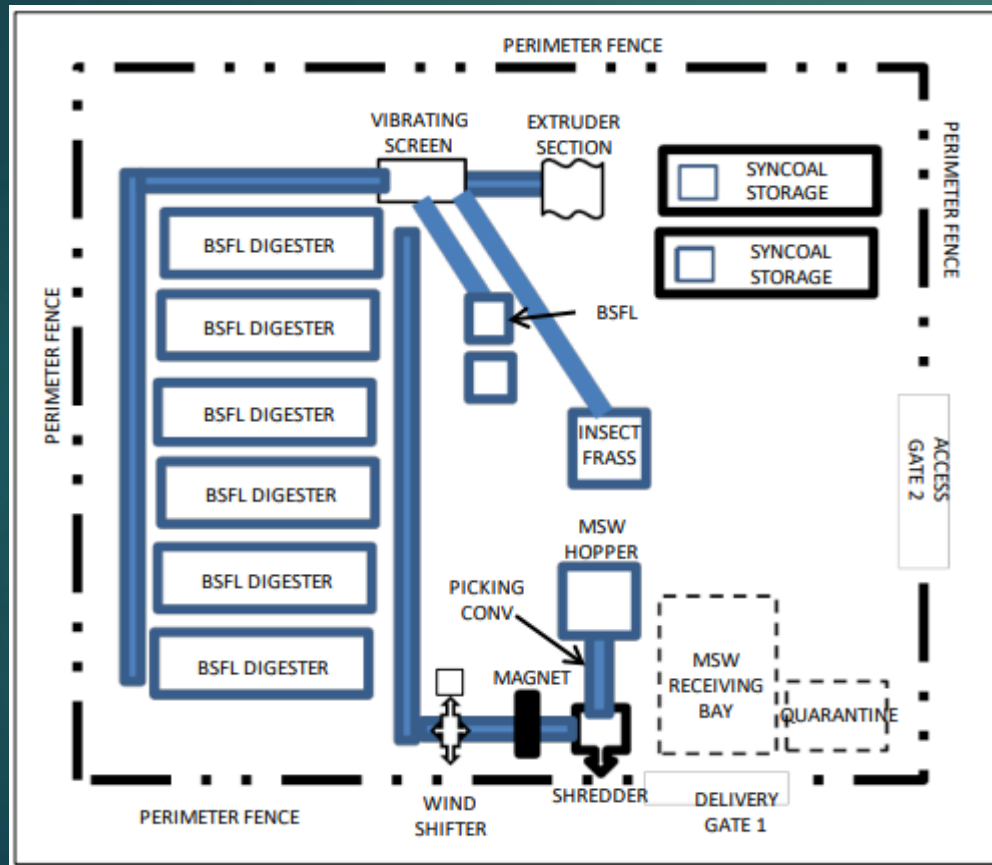 PERIMETER FENCE
VIBRATING
SCREEN
EXTRUDER
SECTION
SYNCOAL
STORAGE
SYNCOAL
STORAGE
PERIMETER FENCE
BSFL DIGESTER
BSFL DIGESTER
BSFL DIGESTER
BSFL DIGESTER
BSFL DIGESTER
BSFL DIGESTER
PERIMETER FENCE
BSFL
INSECT
FRASS
ACCESS
GATE 2
MSW
HOPPER
PICKING
CONV
MAGNET
MSW
RECEIVING
BAY
QUARANTINE
SHREDDER
WIND
SHIFTER
DELIVERY
GATE 1
PERIMETER FENCE